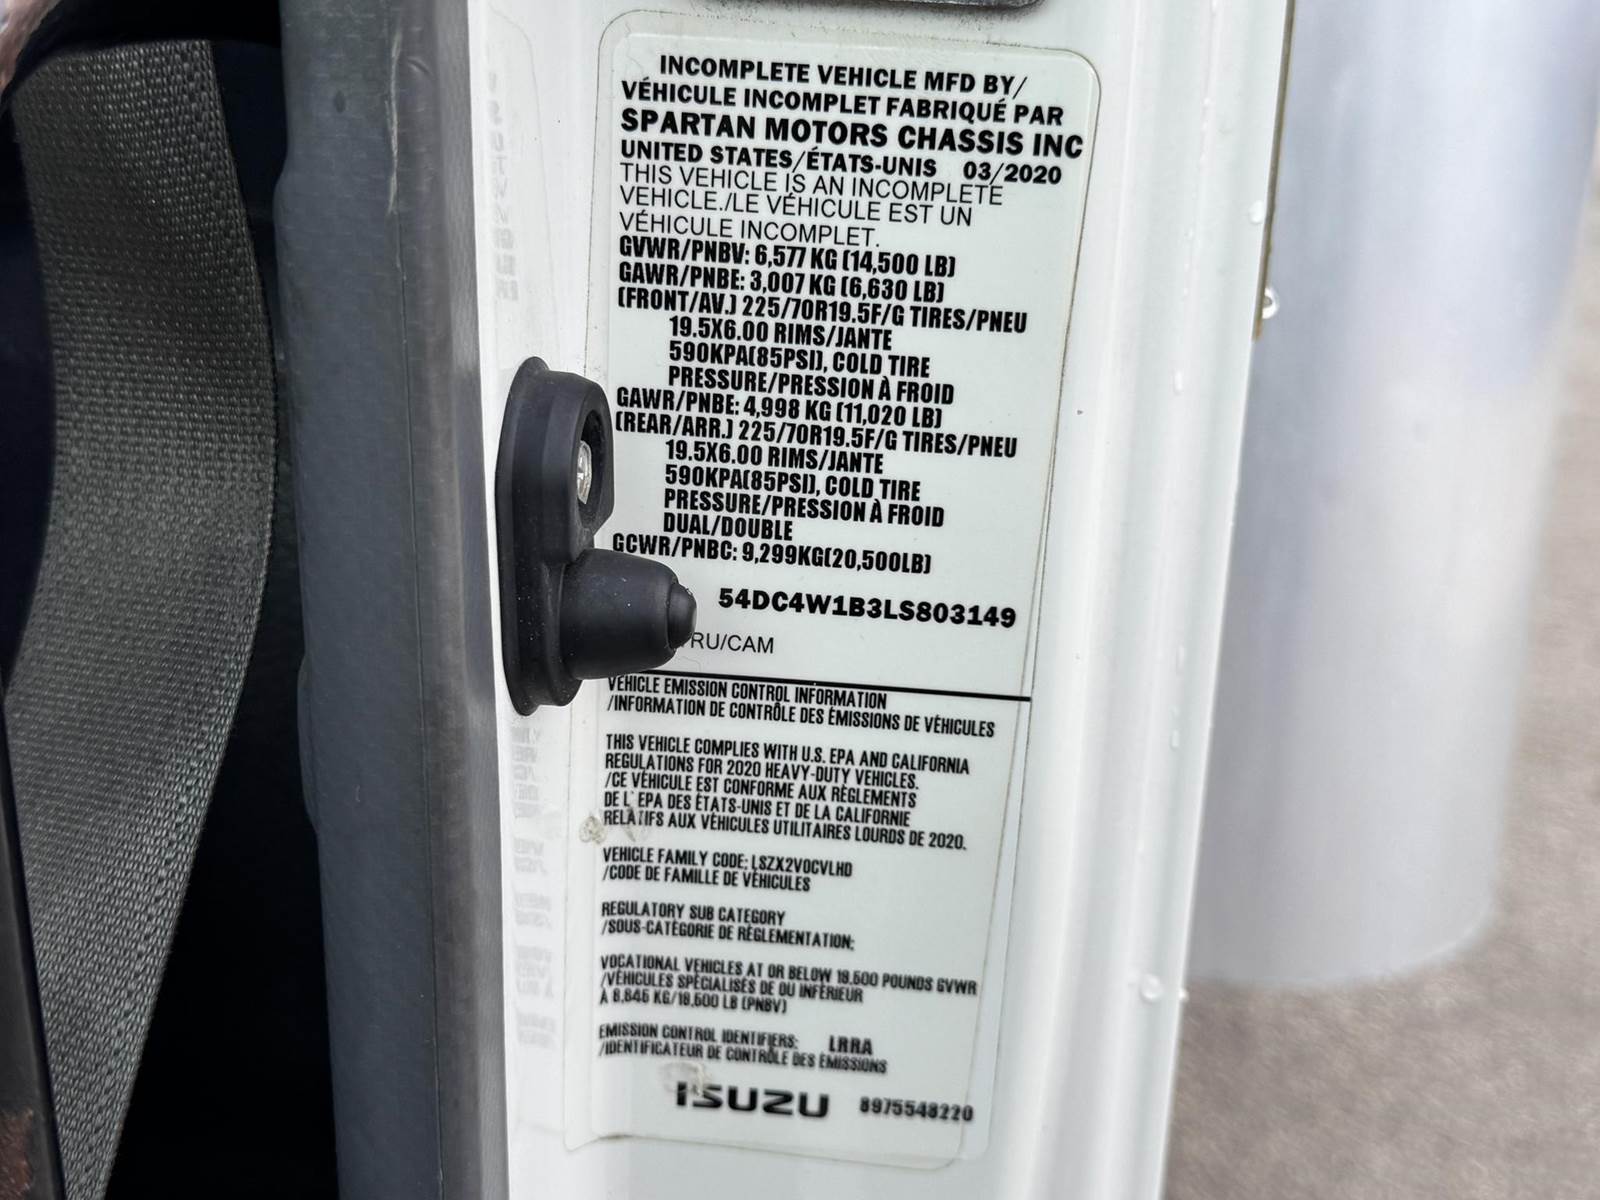 INCOMPLETE VEHICLE MFD BY/
VÉHICULE INCOMPLET FABRIQUÉ PAR
SPARTAN MOTORS CHASSIS INC
UNITED STATES/ÉTATS-UNIS 03/2020
THIS VEHICLE IS AN INCOMPLETE
VEHICLE./LE VÉHICULE EST UN
VÉHICULE INCOMPLET.
GVWR/PNBV: 6,577 KG (14,500 LB)
GAWR/PNBE: 3,007 KG (6,630 LB)
(FRONT/AV.) 225/70R19.5F/G TIRES/PNEU
19.5X6.00 RIMS/JANTE
590KPA(85PSI), COLD TIRE
PRESSURE/PRESSION À FROID
GAWR/PNBE: 4,998 KG (11,020 LB)
(REAR/ARR.) 225/70R19.5F/G TIRES/PNEU
19.5X6.00 RIMS/JANTE
590KPA(85PSI), COLD TIRE
PRESSURE/PRESSION À FROID
DUAL/DOUBLE
GCWR/PNBC: 9,299KG(20,500LB)
54DC4W1B3LS803149
RU/CAM
VEHICLE EMISSION CONTROL INFORMATION
/INFORMATION DE CONTRÔLE DES ÉMISSIONS DE VÉHICULES
THIS VEHICLE COMPLIES WITH U.S. EPA AND CALIFORNIA
REGULATIONS FOR 2020 HEAVY-DUTY VEHICLES.
/CE VÉHICULE EST CONFORME AUX RÈGLEMENTS
DE L'EPA DES ÉTATS-UNIS ET DE LA CALIFORNIE
RELATIFS AUX VÉHICULES UTILITAIRES LOURDS DE 2020.
VEHICLE FAMILY CODE: LSZX2VOCVLHD
/CODE DE FAMILLE DE VÉHICULES
REGULATORY SUB CATEGORY
/SOUS-CATÉGORIE DE RÉGLEMENTATION:
VOCATIONAL VEHICLES AT OR BELOW 19,500 POUNDS GVWR
/VÉHICULES SPÉCIALISÉS DE OU INFÉRIEUR
À 8,845 KG/19,500 LB (PNBV)
EMISSION CONTROL IDENTIFIERS: LRRA
/IDENTIFICATEUR DE CONTRÔLE DES ÉMISSIONS
ISUZU 8975548220